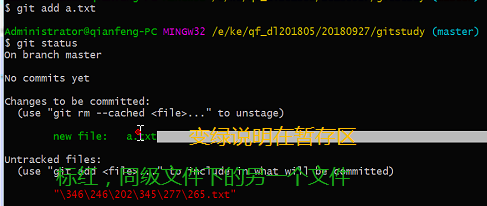 $ git add a.txt
Administrator@qianfeng-PC MINGW32 /e/ke/qf_dl201805/20180927/gitstudy (master)
$ git status
On branch master
No commits yet
Changes to be committed:
(use "git rm --cached <file>..." to unstage)
new file: a.txt
变绿说明在暂存区
Untracked files:
(use "git add <file>..." to include in what will be committed)
标红，同级文件下的另一个文件
"\346\246\202\345\277\265.txt"